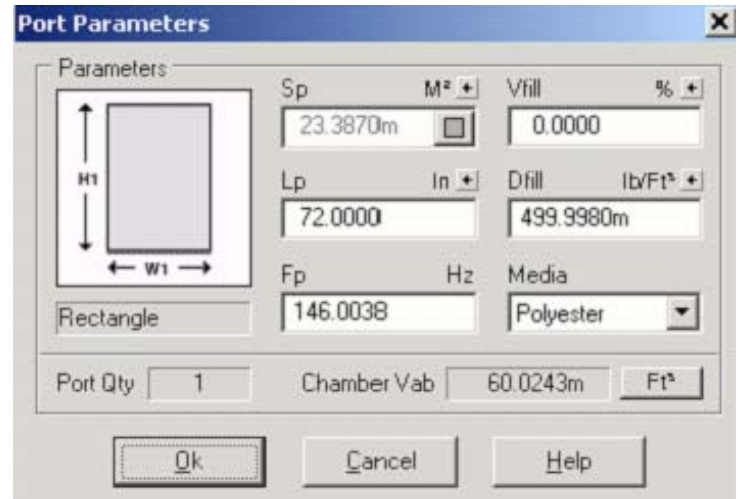 Port Parameters
Parameters
Sp M² Vfill %
23.3870m 0.0000
H1
Lp In Dfill lb/Ft³
72.0000 499.9980m
W1
Fp Hz Media
Rectangle 146.0038 Polyester
Port Qty 1 Chamber Vab 60.0243m Ft³
Ok Cancel Help